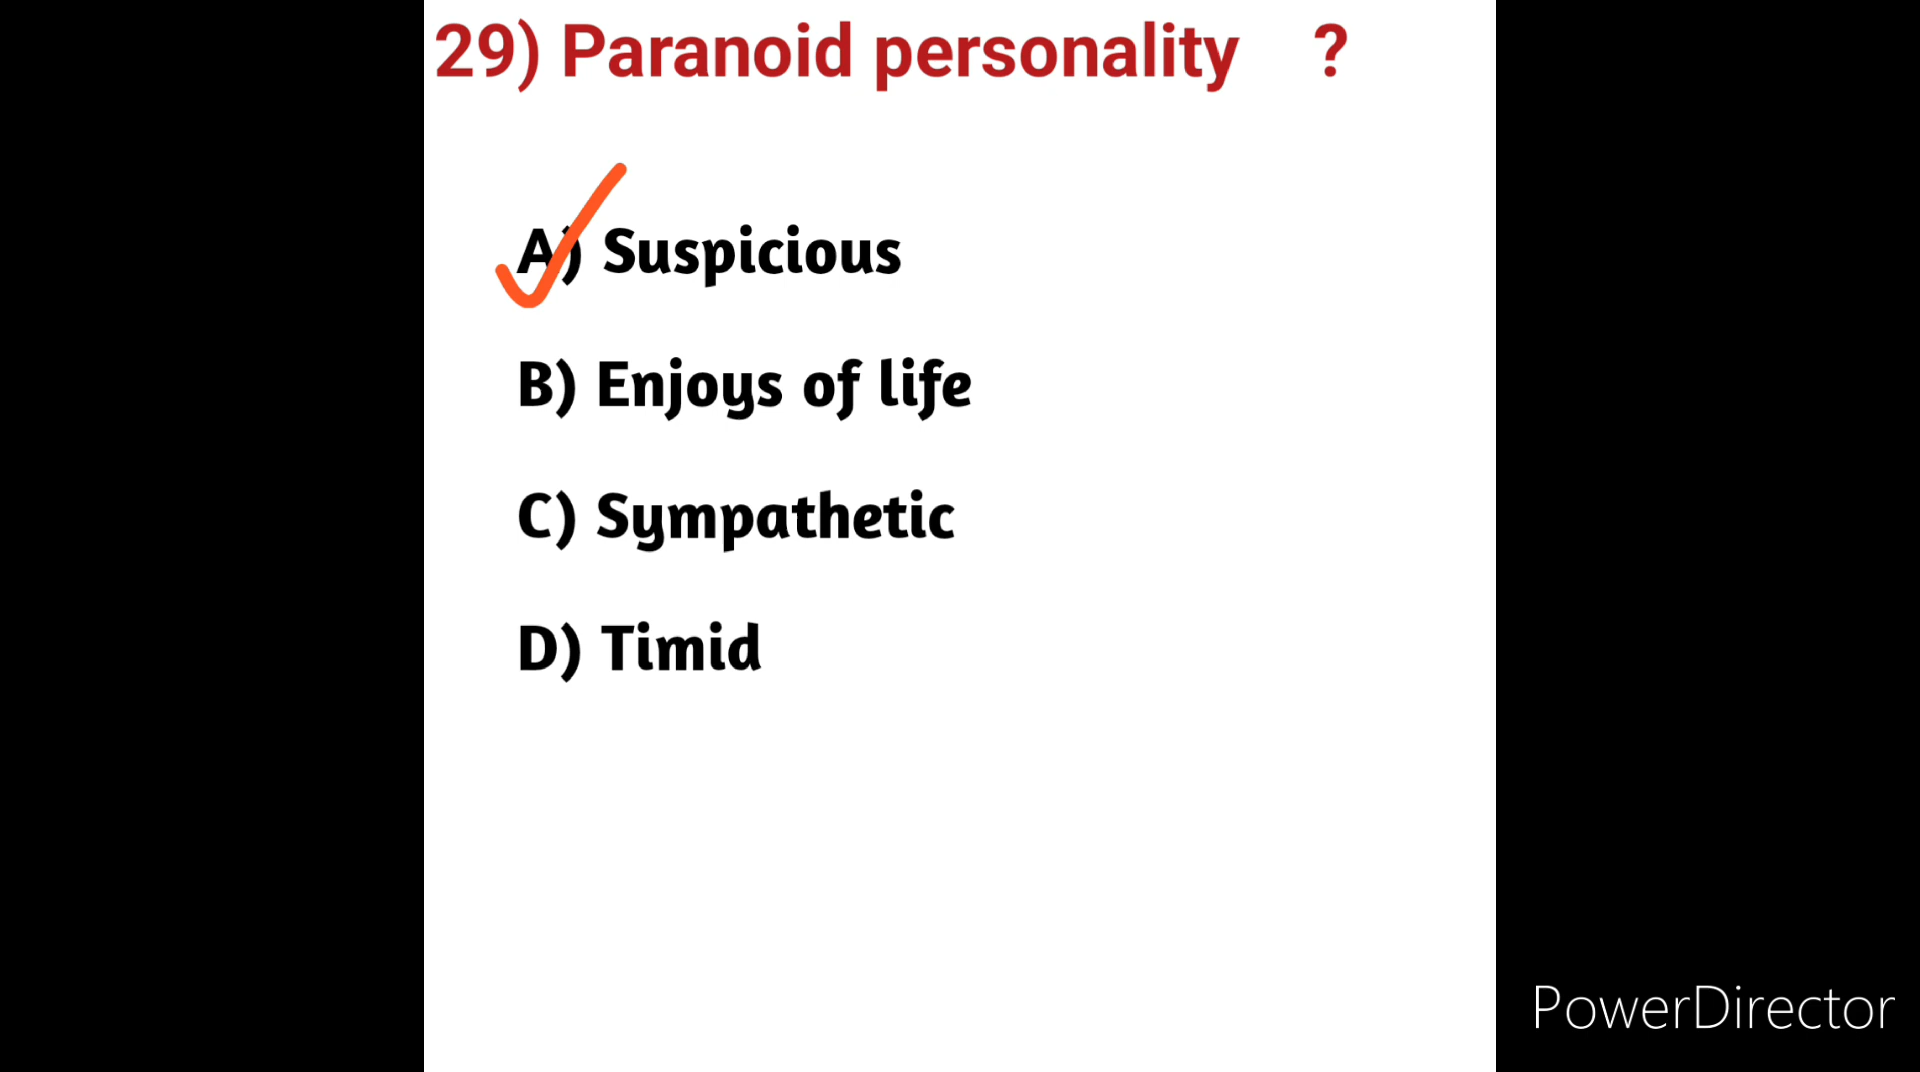 29) Paranoid personality ?
A) Suspicious
B) Enjoys of life
C) Sympathetic
D) Timid
PowerDirector